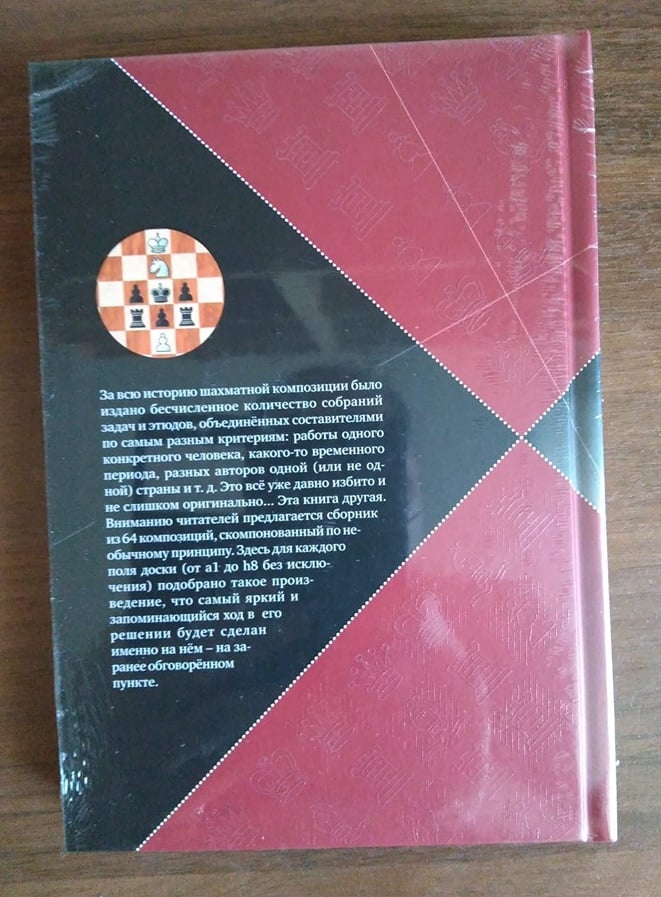 За всю историю шахматной композиции было
издано бесчисленное количество собраний
задач и этюдов, объединённых составителями
по самым разным критериям: работы одного
конкретного человека, какого-то временного
периода, разных авторов одной (или не од-
ной) страны и т. д. Это всё уже давно избито и
не слишком оригинально... Эта книга другая.
Вниманию читателей предлагается сборник
из 64 композиций, скомпонованный по не-
обычному принципу. Здесь для каждого
поля доски (от a1 до h8 без исклю-
чения) подобрано такое произ-
ведение, что самый яркий и
запоминающийся ход в его
решении будет сделан
именно на нём – на за-
ранее обговорённом
пункте.